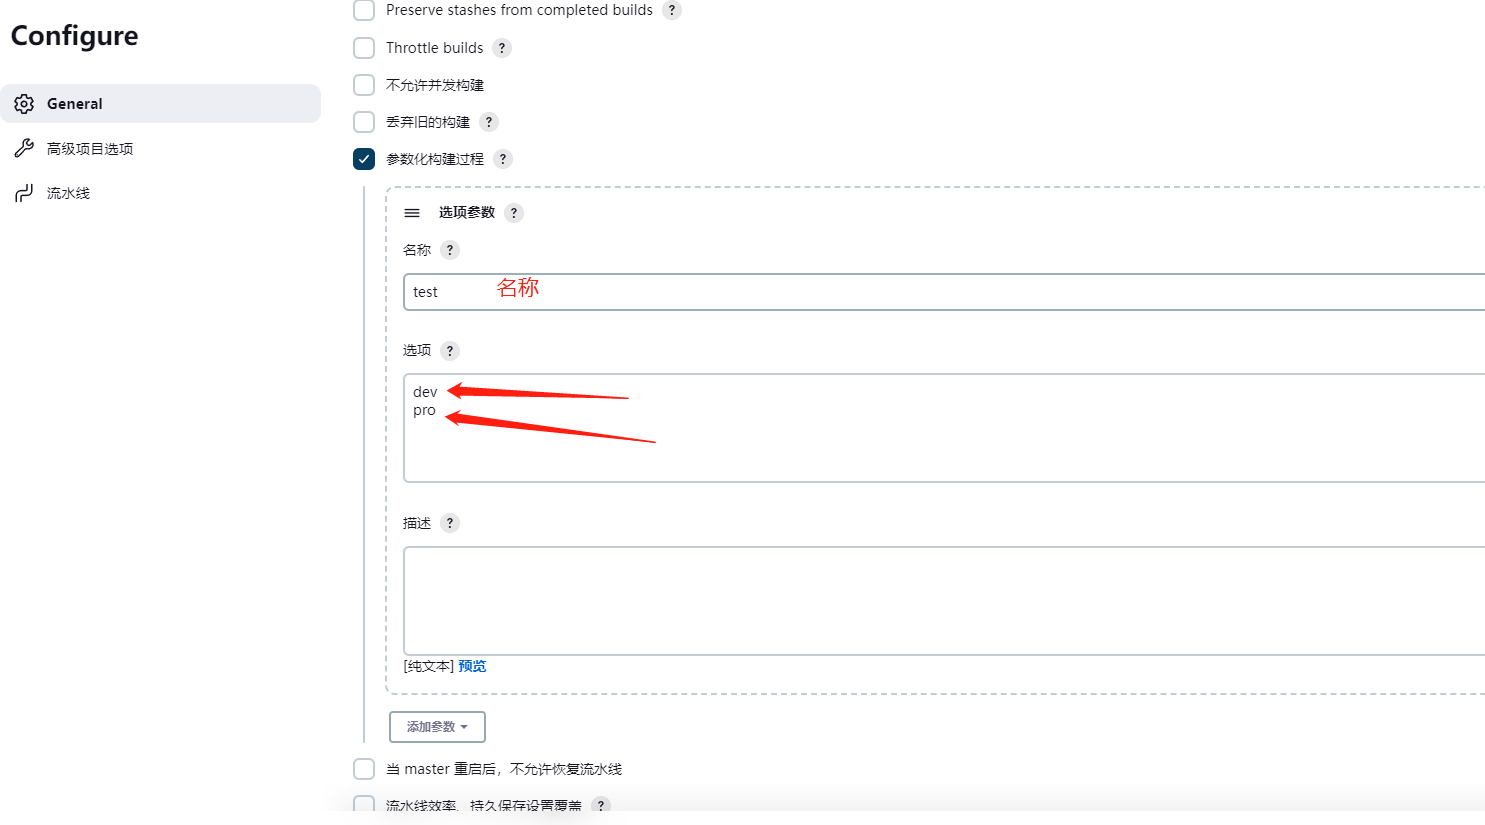 Configure
General
高级项目选项
流水线
Preserve stashes from completed builds ?
Throttle builds ?
不允许并发构建
丢弃旧的构建 ?
参数化构建过程 ?
选项参数 ?
名称 ?
test 名称
选项 ?
dev
pro
描述 ?
[纯文本] 预览
添加参数
当 master 重启后，不允许恢复流水线
流水线效率、持久保存设置覆盖 ?